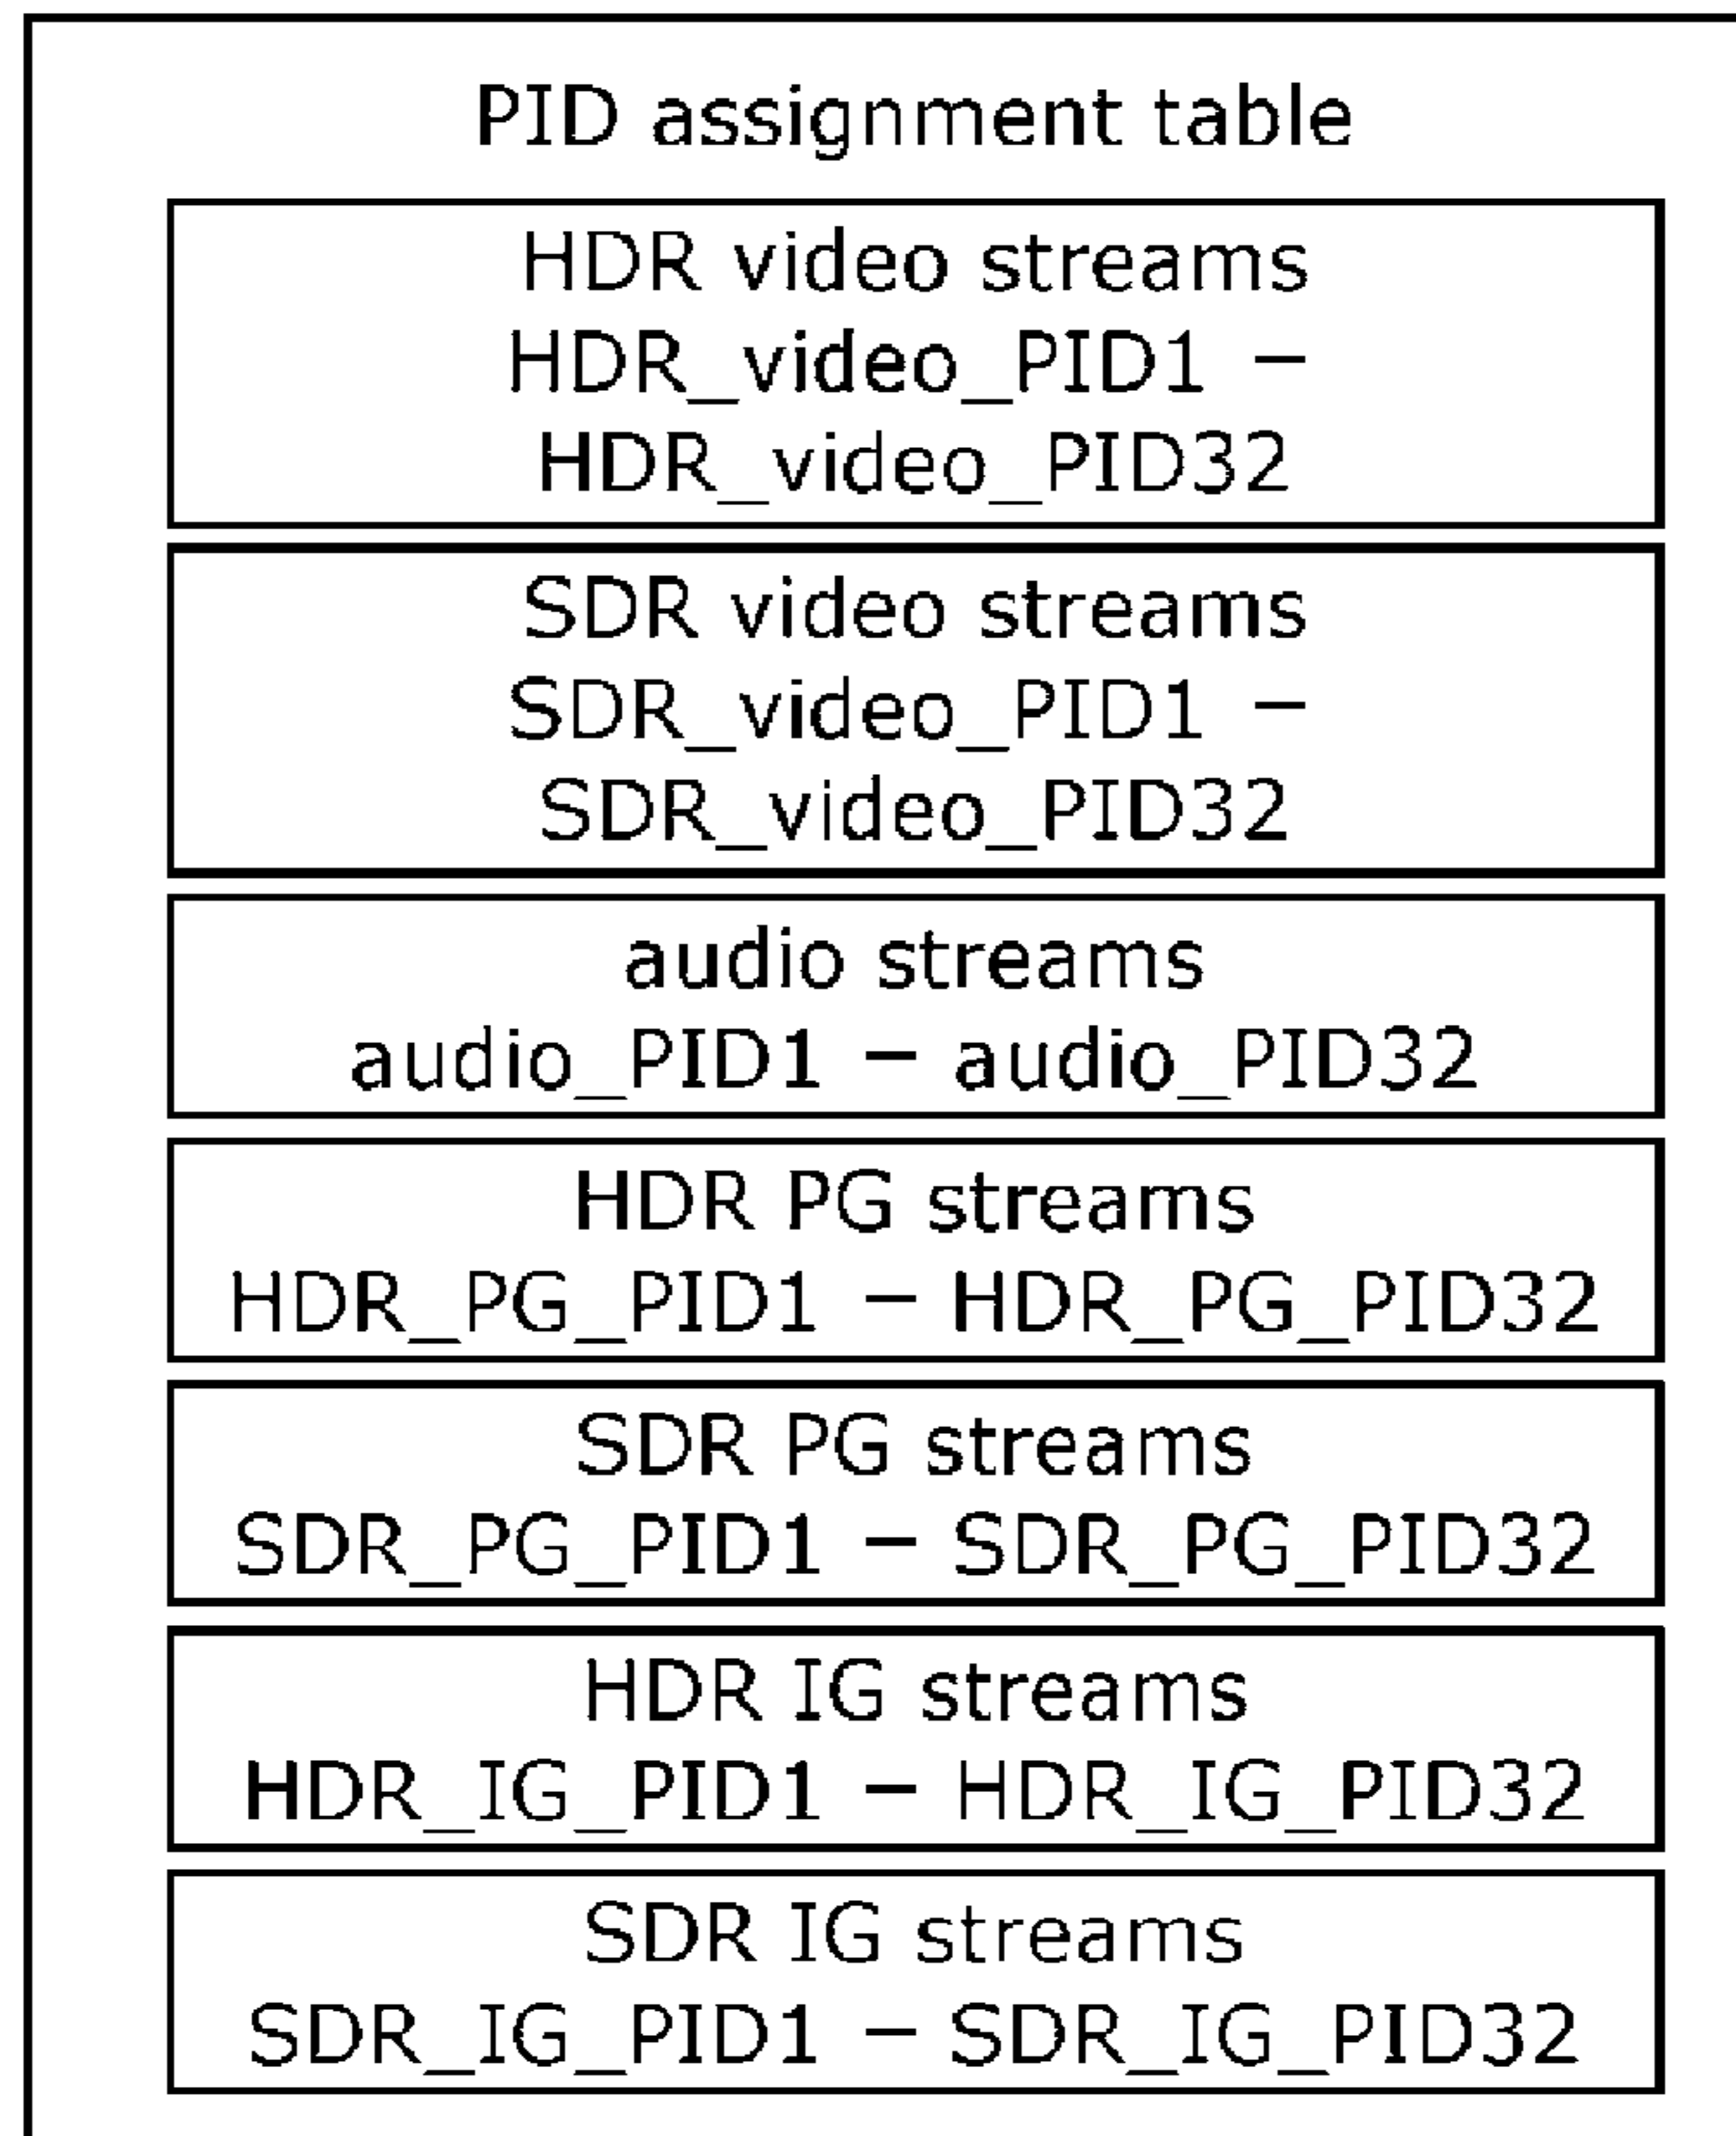 PID assignment table
HDR video streams
HDR_video_PID1 –
HDR_video_PID32
SDR video streams
SDR_video_PID1 –
SDR_video_PID32
audio streams
audio_PID1 – audio_PID32
HDR PG streams
HDR_PG_PID1 – HDR_PG_PID32
SDR PG streams
SDR_PG_PID1 – SDR_PG_PID32
HDR IG streams
HDR_IG_PID1 – HDR_IG_PID32
SDR IG streams
SDR_IG_PID1 – SDR_IG_PID32